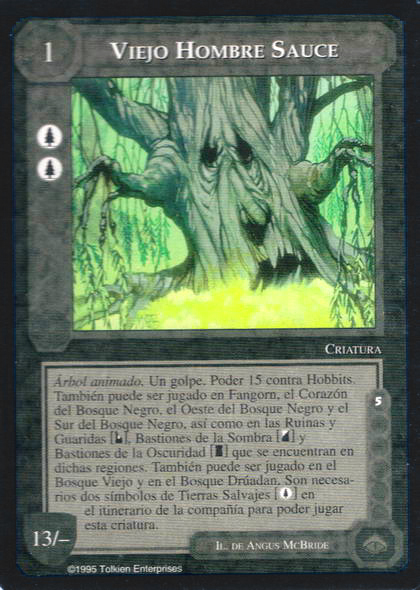 1
VIEJO HOMBRE SAUCE
CRIATURA
Árbol animado. Un golpe. Poder 15 contra Hobbits.
También puede ser jugado en Fangorn, el Corazón
del Bosque Negro, el Oeste del Bosque Negro y el
Sur del Bosque Negro, así como en las Ruinas y
Guaridas [ ], Bastiones de la Sombra [ ] y
Bastiones de la Oscuridad [ ] que se encuentran en
dichas regiones. También puede ser jugado en el
Bosque Viejo y en el Bosque Drúadan. Son necesa-
rios dos símbolos de Tierras Salvajes [ ] en
el itinerario de la compañía para poder jugar
esta criatura.
5
13/–
IL. DE ANGUS MCBRIDE
©1995 Tolkien Enterprises